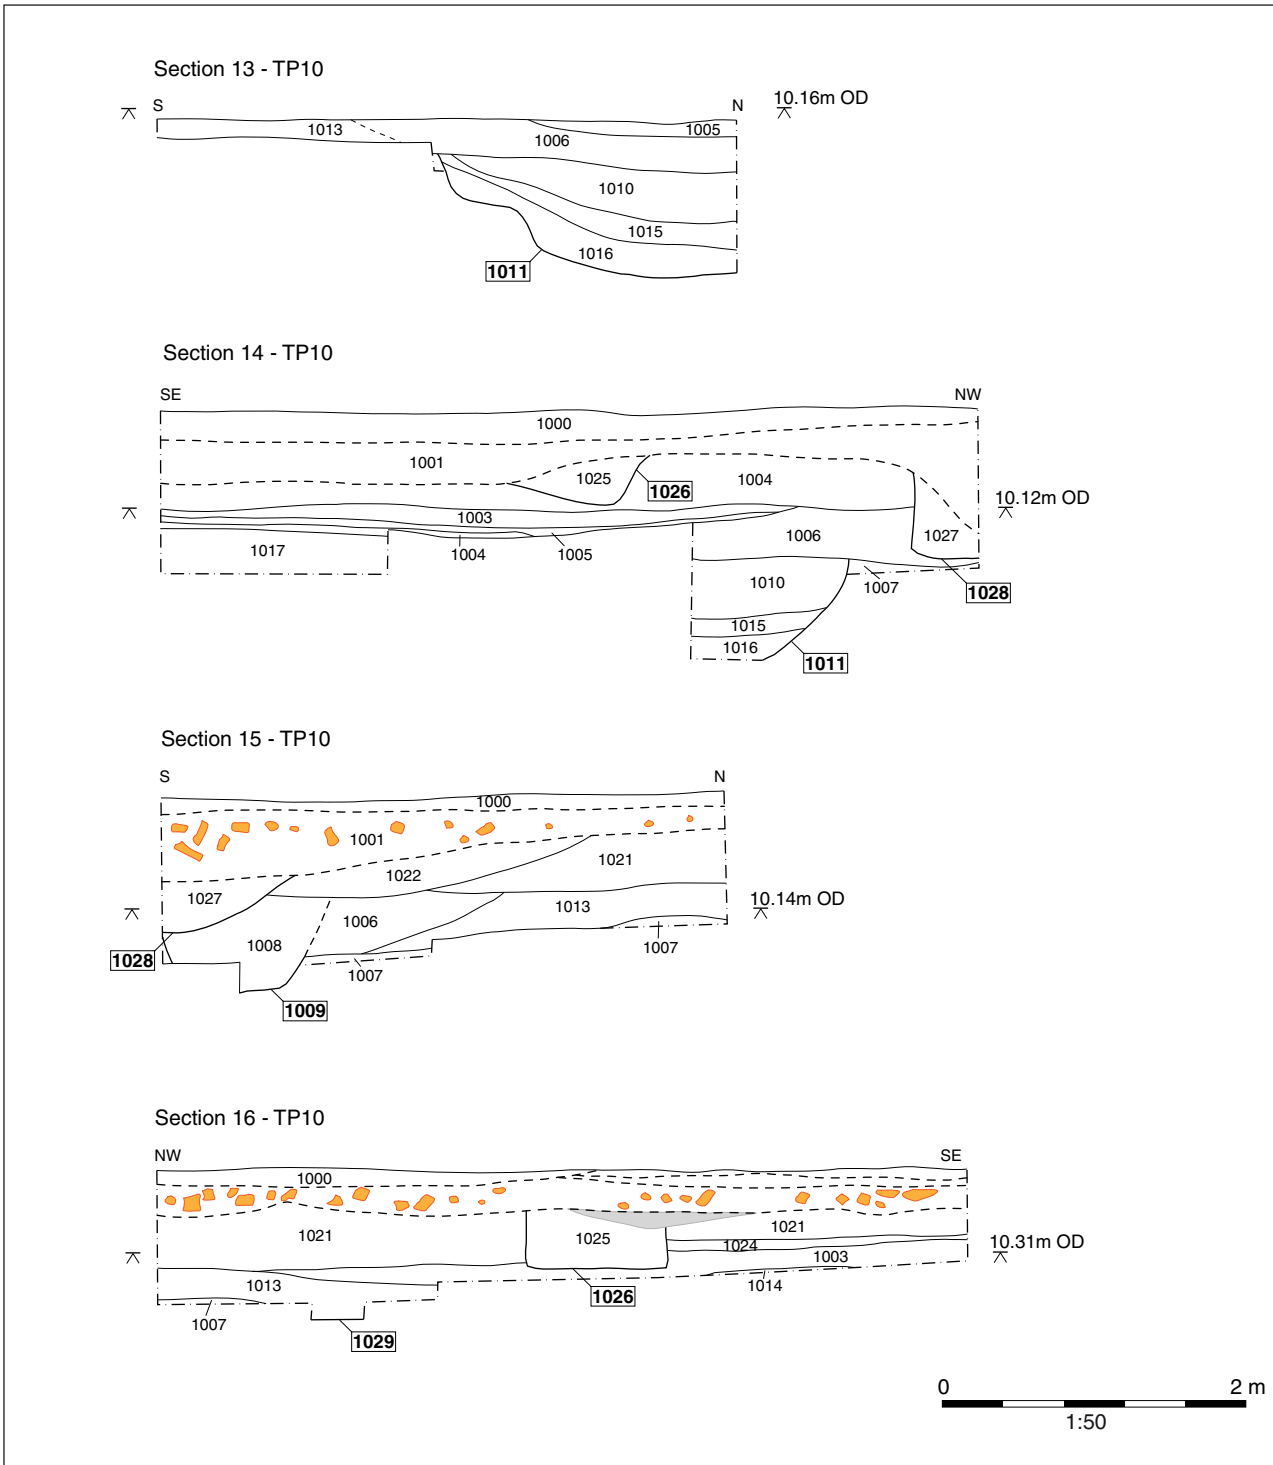 Section 13 - TP10
S
N
10.16m OD
1013
1006
1005
1010
1015
1016
1011
Section 14 - TP10
SE
NW
1000
1001
1025
1026
1004
10.12m OD
1003
1017
1004
1005
1006
1027
1010
1007
1028
1015
1016
1011
Section 15 - TP10
S
N
1000
1001
1021
1022
1027
10.14m OD
1006
1013
1008
1028
1007
1007
1009
Section 16 - TP10
NW
SE
1000
1021
1025
1021
1024
1003
10.31m OD
1013
1014
1026
1007
1029
0 2 m
1:50